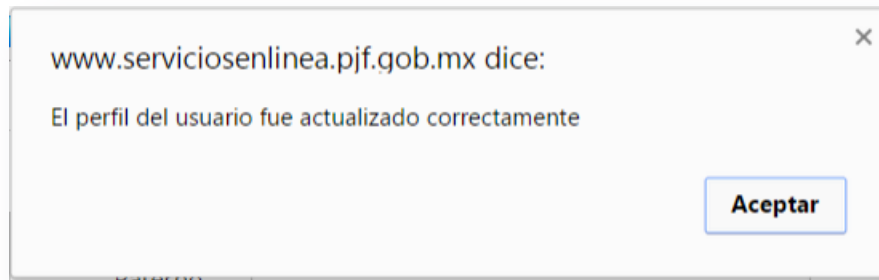 www.serviciosenlinea.pjf.gob.mx dice:
El perfil del usuario fue actualizado correctamente
Aceptar